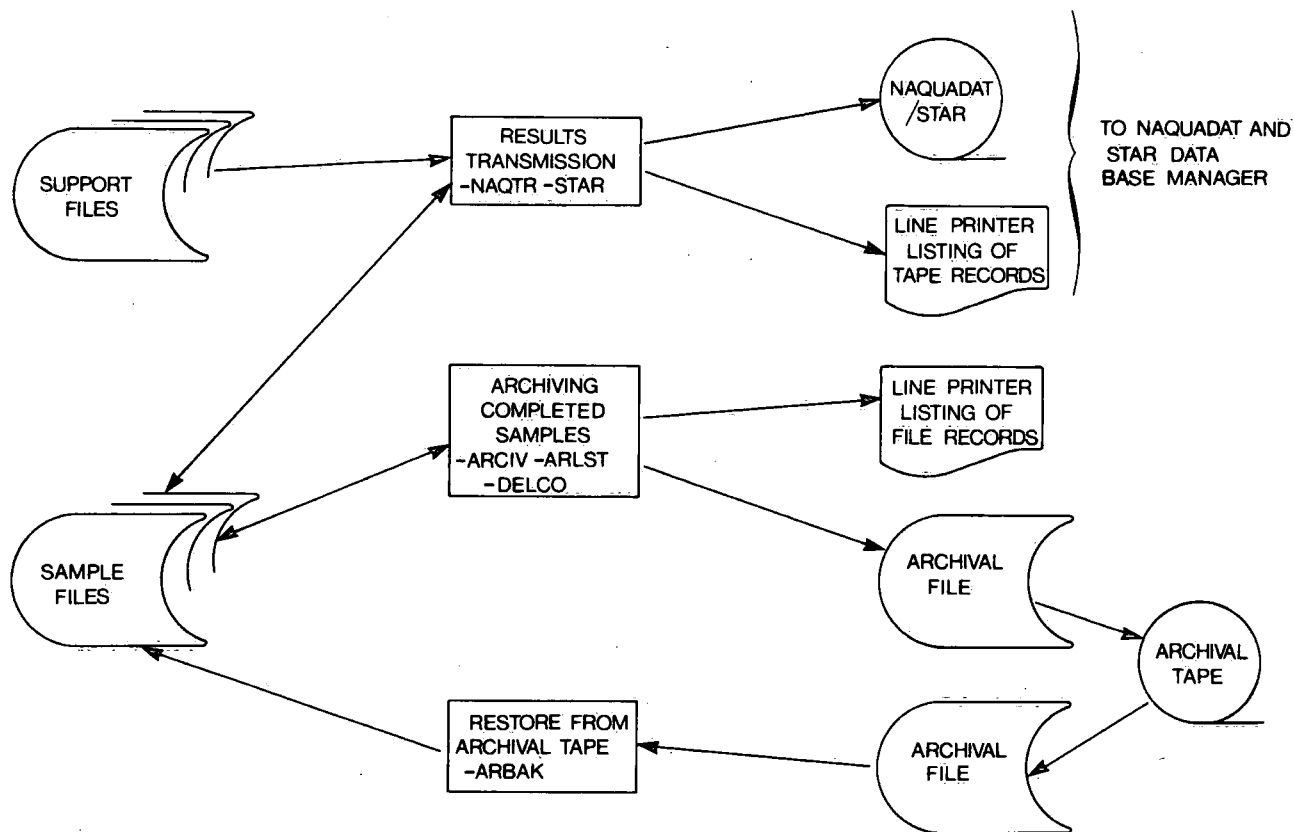 SUPPORT
FILES
RESULTS
TRANSMISSION
-NAQTR -STAR
NAQUADAT
/STAR
LINE PRINTER
LISTING OF
TAPE RECORDS
TO NAQUADAT AND
STAR DATA
BASE MANAGER
ARCHIVING
COMPLETED
SAMPLES
-ARCIV -ARLST
-DELCO
LINE PRINTER
LISTING OF
FILE RECORDS
SAMPLE
FILES
ARCHIVAL
FILE
ARCHIVAL
TAPE
RESTORE FROM
ARCHIVAL TAPE
-ARBAK
ARCHIVAL
FILE